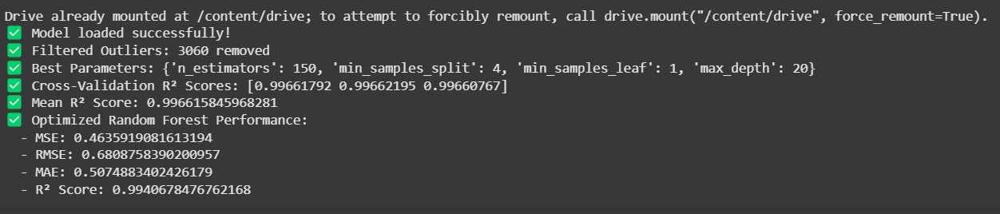 Drive already mounted at /content/drive; to attempt to forcibly remount, call drive.mount("/content/drive", force_remount=True).
✅ Model loaded successfully!
✅ Filtered Outliers: 3060 removed
✅ Best Parameters: {'n_estimators': 150, 'min_samples_split': 4, 'min_samples_leaf': 1, 'max_depth': 20}
✅ Cross-Validation R² Scores: [0.99661792 0.99662195 0.99660767]
✅ Mean R² Score: 0.996615845968281
✅ Optimized Random Forest Performance:
- MSE: 0.4635919081613194
- RMSE: 0.6808758390200957
- MAE: 0.5074883402426179
- R² Score: 0.9940678476762168